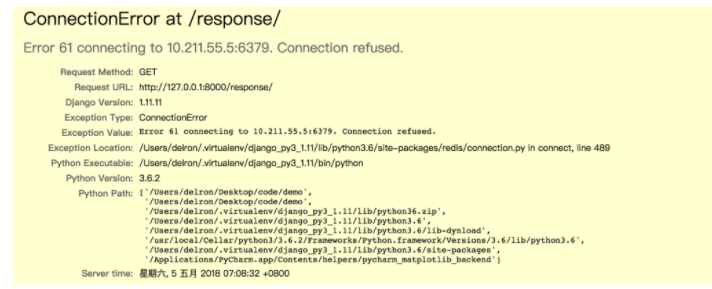 ConnectionError at /response/
Error 61 connecting to 10.211.55.5:6379. Connection refused.
Request Method: GET
Request URL: http://127.0.0.1:8000/response/
Django Version: 1.11.11
Exception Type: ConnectionError
Exception Value: Error 61 connecting to 10.211.55.5:6379. Connection refused.
Exception Location: /Users/delron/.virtualenv/django_py3_1.11/lib/python3.6/site-packages/redis/connection.py in connect, line 489
Python Executable: /Users/delron/.virtualenv/django_py3_1.11/bin/python
Python Version: 3.6.2
Python Path: ['/Users/delron/Desktop/code/demo',
'/Users/delron/Desktop/code/demo',
'/Users/delron/.virtualenv/django_py3_1.11/lib/python36.zip',
'/Users/delron/.virtualenv/django_py3_1.11/lib/python3.6',
'/Users/delron/.virtualenv/django_py3_1.11/lib/python3.6/lib-dynload',
'/usr/local/Cellar/python3/3.6.2/Frameworks/Python.framework/Versions/3.6/lib/python3.6',
'/Users/delron/.virtualenv/django_py3_1.11/lib/python3.6/site-packages',
'/Applications/PyCharm.app/Contents/helpers/pycharm_matplotlib_backend']
Server time: 星期六, 5 五月 2018 07:08:32 +0800